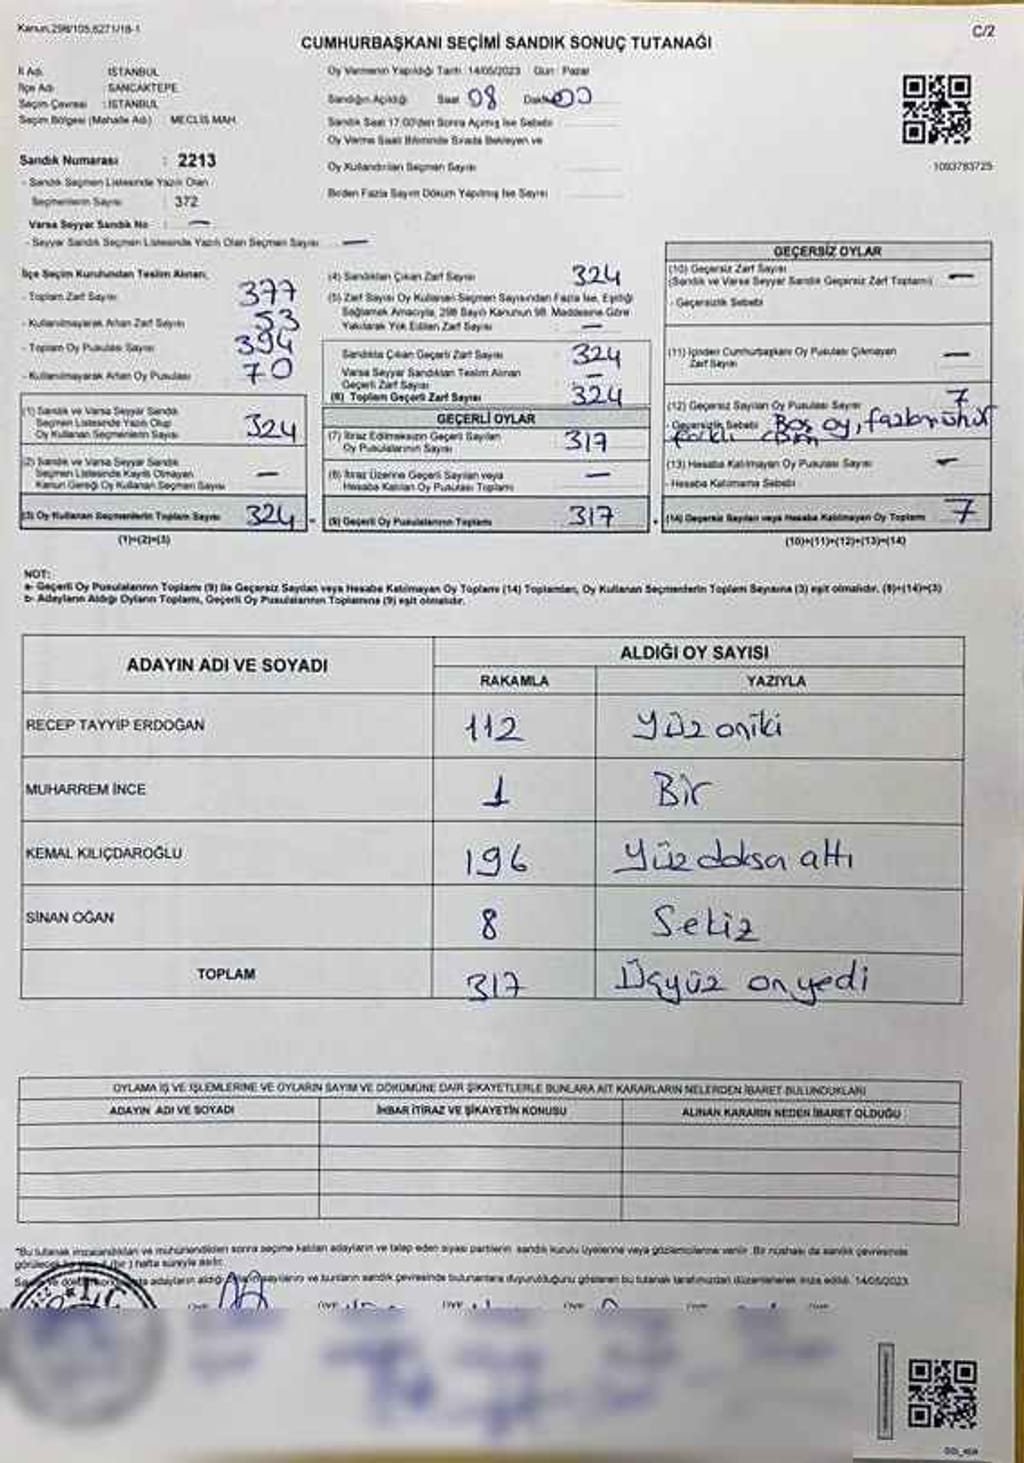 Kanun,298/105,6271/18-1
C/2
CUMHURBAŞKANI SEÇİMİ SANDIK SONUÇ TUTANAĞI
İl Adı : İSTANBUL
İlçe Adı : SANCAKTEPE
Seçim Çevresi : İSTANBUL
Seçim Bölgesi (Mahalle Adı) : MECLİS MAH.
Oy Vermenin Yapıldığı Tarih: 14/05/2023 Gün: Pazar
Sandığın Açıldığı Saat 08 Dakika 00
Sandık Saat 17:00'den Sonra Açılmış İse Sebebi
Oy Verme Saati Bitiminde Sırada Bekleyen ve
Oy Kullandırılan Seçmen Sayısı
Birden Fazla Sayım Döküm Yapılmış İse Sayısı
1093783725
Sandık Numarası : 2213
- Sandık Seçmen Listesinde Yazılı Olan
Seçmenlerin Sayısı : 372
Varsa Seyyar Sandık No : —
- Seyyar Sandık Seçmen Listesinde Yazılı Olan Seçmen Sayısı —
İlçe Seçim Kurulundan Teslim Alınan;
- Toplam Zarf Sayısı 377
- Kullanılmayarak Artan Zarf Sayısı 53
- Toplam Oy Pusulası Sayısı 394
- Kullanılmayarak Artan Oy Pusulası 70
(1) Sandık ve Varsa Seyyar Sandık
Seçmen Listesinde Yazılı Olup
Oy Kullanan Seçmenlerin Sayısı 324
(2) Sandık ve Varsa Seyyar Sandık
Seçmen Listesinde Kayıtlı Olmayan
Kanun Gereği Oy Kullanan Seçmen Sayısı —
(3) Oy Kullanan Seçmenlerin Toplam Sayısı 324
(1)+(2)=(3)
(4) Sandıktan Çıkan Zarf Sayısı 324
(5) Zarf Sayısı Oy Kullanan Seçmen Sayısından Fazla İse, Eşitliği
Sağlamak Amacıyla, 298 Sayılı Kanunun 98. Maddesine Göre
Yakılarak Yok Edilen Zarf Sayısı —
Sandıkta Çıkan Geçerli Zarf Sayısı 324
Varsa Seyyar Sandıktan Teslim Alınan
Geçerli Zarf Sayısı —
(6) Toplam Geçerli Zarf Sayısı 324
GEÇERLİ OYLAR
(7) İtiraz Edilmeksizin Geçerli Sayılan
Oy Pusulalarının Sayısı 317
(8) İtiraz Üzerine Geçerli Sayılan veya
Hesaba Katılan Oy Pusulası Toplamı —
(9) Geçerli Oy Pusulalarının Toplamı 317
GEÇERSİZ OYLAR
(10) Geçersiz Zarf Sayısı
(Sandık ve Varsa Seyyar Sandık Geçersiz Zarf Toplamı) —
- Geçersizlik Sebebi
(11) İçinden Cumhurbaşkanı Oy Pusulası Çıkmayan
Zarf Sayısı —
(12) Geçersiz Sayılan Oy Pusulası Sayısı 7
- Geçersizlik Sebebi Boş oy, fazla mühür
farklı
(13) Hesaba Katılmayan Oy Pusulası Sayısı —
- Hesaba Katılmama Sebebi
(14) Geçersiz Sayılan veya Hesaba Katılmayan Oy Toplamı 7
(10)+(11)+(12)+(13)=(14)
NOT:
a- Geçerli Oy Pusulalarının Toplamı (9) ile Geçersiz Sayılan veya Hesaba Katılmayan Oy Toplamı (14) Toplamları, Oy Kullanan Seçmenlerin Toplam Sayısına (3) eşit olmalıdır. (9)+(14)=(3)
b- Adayların Aldığı Oyların Toplamı, Geçerli Oy Pusulalarının Toplamına (9) eşit olmalıdır.
ADAYIN ADI VE SOYADI
ALDIĞI OY SAYISI
RAKAMLA YAZIYLA
RECEP TAYYİP ERDOĞAN 112 Yüz oniki
MUHARREM İNCE 1 Bir
KEMAL KILIÇDAROĞLU 196 Yüz doksa altı
SİNAN OĞAN 8 Sekiz
TOPLAM 317 Üçyüz onyedi
OYLAMA İŞ VE İŞLEMLERİNE VE OYLARIN SAYIM VE DÖKÜMÜNE DAİR ŞİKAYETLERLE BUNLARA AİT KARARLARIN NELERDEN İBARET BULUNDUKLARI
ADAYIN ADI VE SOYADI İHBAR İTİRAZ VE ŞİKAYETİN KONUSU ALINAN KARARIN NEDEN İBARET OLDUĞU
*Bu tutanak imzalandıktan ve mühürlendikten sonra seçime katılan adayların ve talep eden siyasi partilerin sandık kurulu üyelerine veya gözlemcilerine verilir. Bir nüshası da sandık çevresinde
görülecek bir yere 1 (bir) hafta süreyle asılır.
adayların aldığı oyların sayılarını ve bunların sandık çevresinde bulunanlara duyurulduğunu gösteren bu tutanak tarafımızdan düzenlenerek imza edildi. 14/05/2023